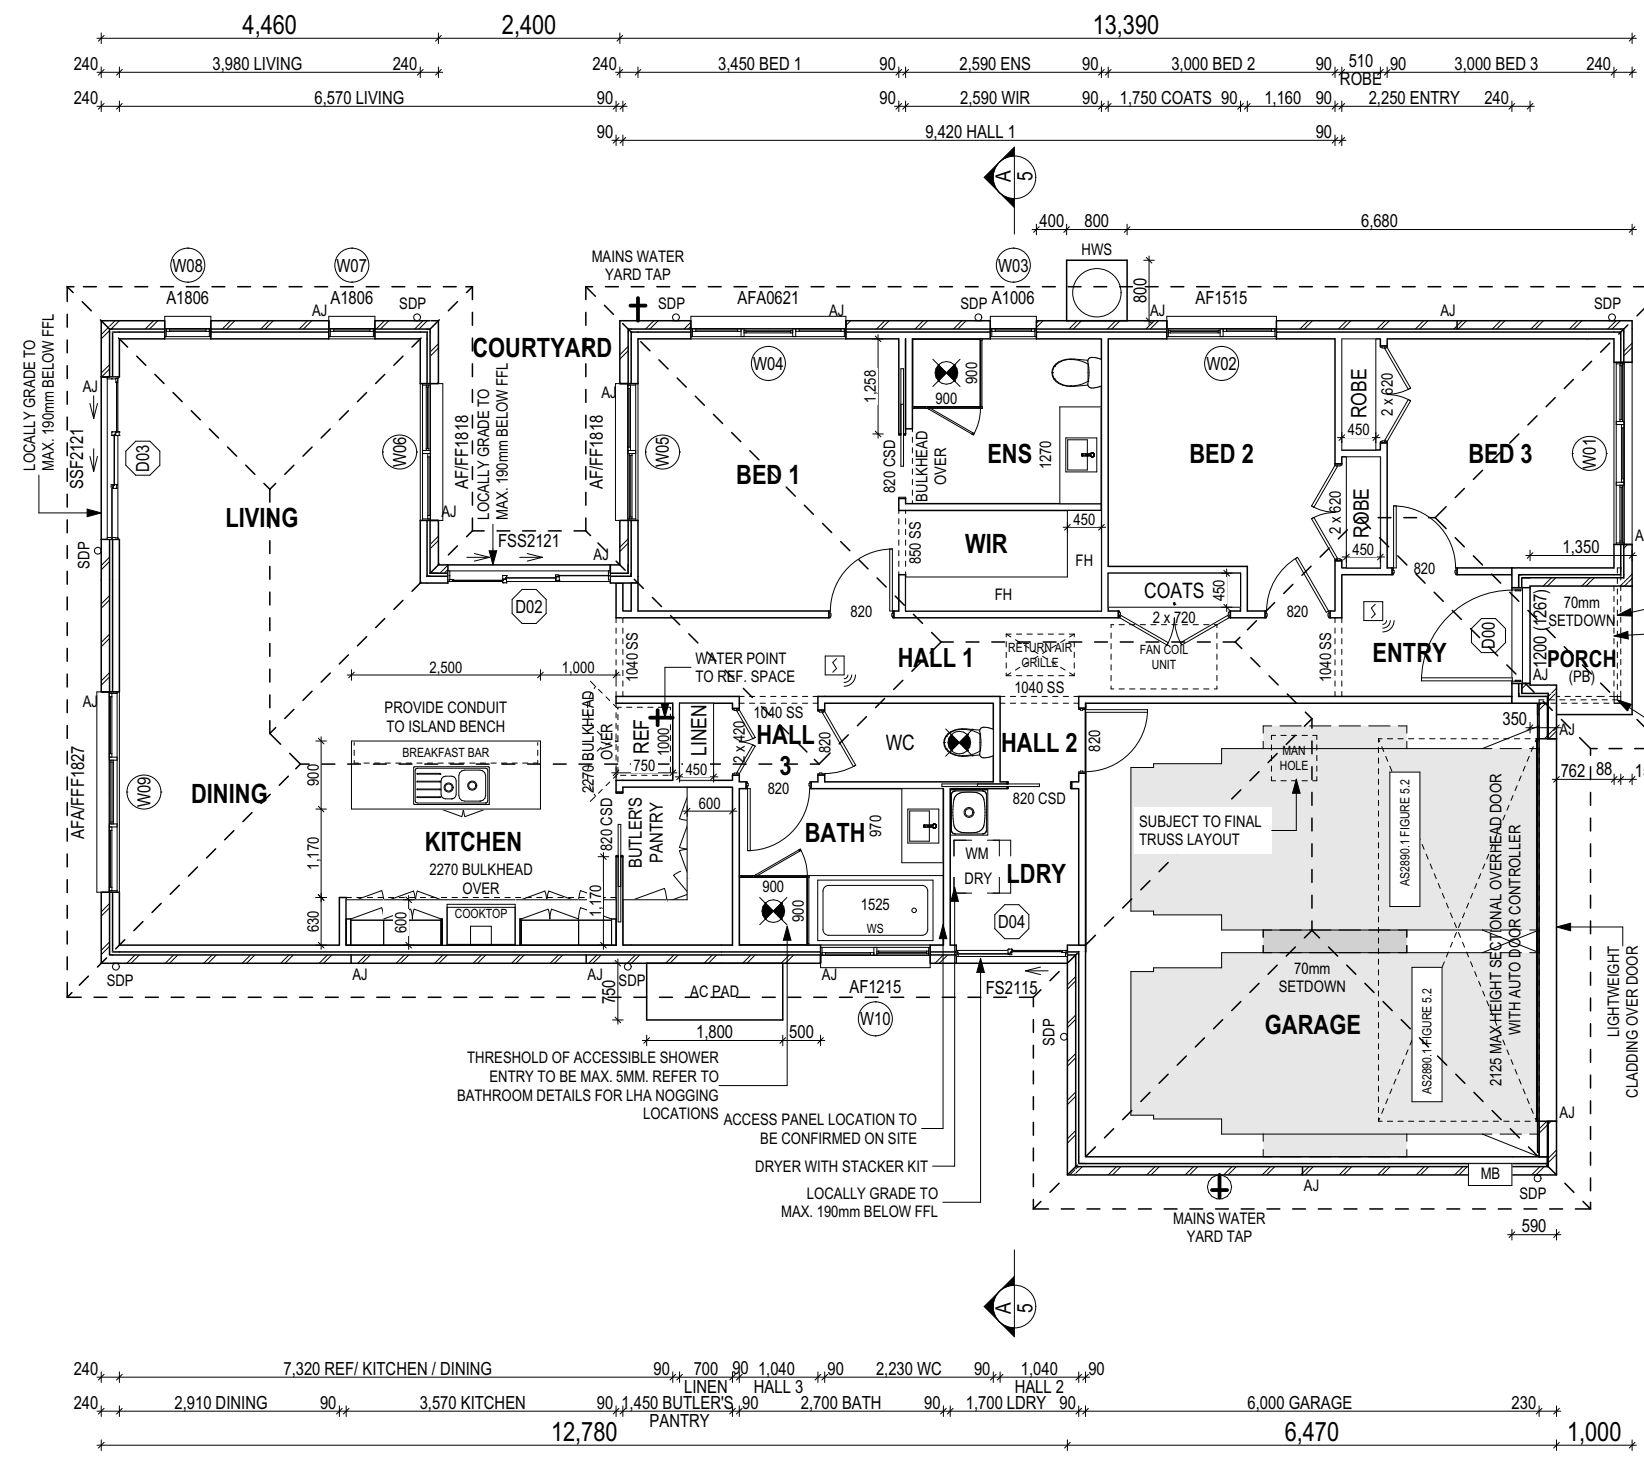 4,460 2,400 13,390
240 3,980 LIVING 240 240 3,450 BED 1 90 2,590 ENS 90 3,000 BED 2 90 510 90 3,000 BED 3 240
ROBE
240 6,570 LIVING 90 90 2,590 WIR 90 1,750 COATS 90 1,160 90 2,250 ENTRY 240
90 9,420 HALL 1 90
A
5
400 800 6,680
HWS
800
MAINS WATER
YARD TAP
W08 W07 W03
A1806 A1806 SDP SDP AFA0621 SDP A1006 AF1515 SDP
AJ AJ AJ AJ
LOCALLY GRADE TO
MAX. 190mm BELOW FFL
COURTYARD
W04 W02
AJ
SSF2121
D03
W06
AF/FF1818
LOCALLY GRADE TO
MAX. 190mm BELOW FFL
AF/FF1818
W05
1,258
900
900
820 CSD
BULKHEAD
OVER
ENS
1270
BED 1
BED 2
ROBE
450
2 x 620
BED 3
W01
LIVING
AJ
FSS2121
AJ
SDP
D02
850 SS
WIR
450
FH
FH
2 x 620
ROBE
450
820
1,350
820
COATS
450
2 x 720
820
70mm
SETDOWN
1200 (1267)
D00
AJ
PORCH
(PB)
2,500 1,000
1040 SS
WATER POINT
TO REF. SPACE
HALL 1
RETURN AIR
GRILLE
FAN COIL
UNIT
1040 SS
ENTRY
1040 SS
AJ
PROVIDE CONDUIT
TO ISLAND BENCH
BREAKFAST BAR
900
2270 BULKHEAD
OVER
REF
1000
750
LINEN
450
2 x 420
1040 SS
HALL
3
820
WC
HALL 2
820
350
AJ
MAN
HOLE
762 88
AFA/FFF1827
W09
DINING
KITCHEN
2270 BULKHEAD
OVER
1,170
820 CSD
BUTLER'S
PANTRY
600
820
BATH
970
820 CSD
SUBJECT TO FINAL
TRUSS LAYOUT
AS2890.1 FIGURE 5.2
2125 MAX HEIGHT SECTIONAL OVERHEAD DOOR
WITH AUTO DOOR CONTROLLER
WM
DRY
LDRY
630
600
COOKTOP
1,170
900
900
1525
WS
D04
SDP
AJ
AJ
SDP
AJ
AF1215
FS2115
70mm
SETDOWN
750
AC PAD
W10
1,800 500
GARAGE
AS2890.1 FIGURE 5.2
LIGHTWEIGHT
CLADDING OVER DOOR
SDP
THRESHOLD OF ACCESSIBLE SHOWER
ENTRY TO BE MAX. 5MM. REFER TO
BATHROOM DETAILS FOR LHA NOGGING
LOCATIONS
ACCESS PANEL LOCATION TO
BE CONFIRMED ON SITE
DRYER WITH STACKER KIT
LOCALLY GRADE TO
MAX. 190mm BELOW FFL
AJ
AJ
MB
SDP
MAINS WATER
YARD TAP
590
A
5
240 7,320 REF/ KITCHEN / DINING 90 700 90 1,040 90 2,230 WC 90 1,040 90
LINEN HALL 3 HALL 2
240 2,910 DINING 90 3,570 KITCHEN 90 1,450 BUTLER'S 90 2,700 BATH 90 1,700 LDRY 90 6,000 GARAGE 230
PANTRY
12,780 6,470 1,000